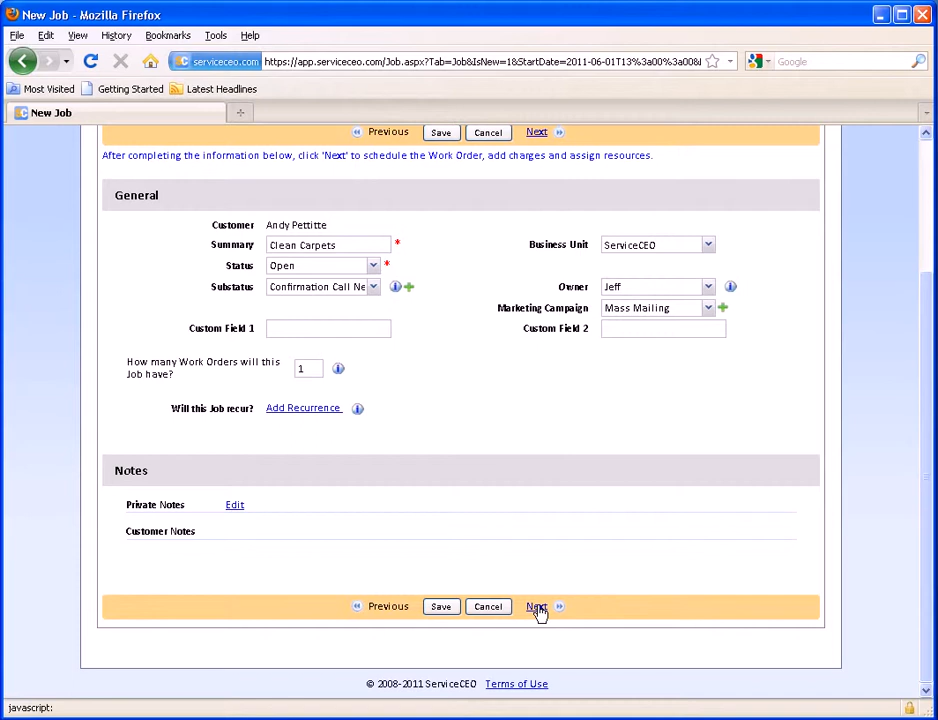 New Job - Mozilla Firefox
File Edit View History Bookmarks Tools Help
serviceceo.com https://app.serviceceo.com/Job.aspx?Tab=Job&IsNew=1&StartDate=2011-06-01T13%3a00%3a00&l Google
Most Visited Getting Started Latest Headlines
New Job
Previous Save Cancel Next
After completing the information below, click 'Next' to schedule the Work Order, add charges and assign resources.
General
Customer Andy Pettitte
Summary Clean Carpets * Business Unit ServiceCEO
Status Open *
Substatus Confirmation Call Ne Owner Jeff
Marketing Campaign Mass Mailing
Custom Field 1 Custom Field 2
How many Work Orders will this 1
Job have?
Will this Job recur? Add Recurrence
Notes
Private Notes Edit
Customer Notes
Previous Save Cancel Next
© 2008-2011 ServiceCEO Terms of Use
javascript: